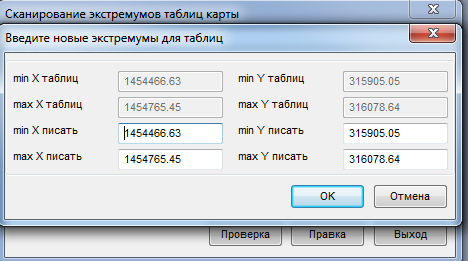 Сканирование экстремумов таблиц карты
Введите новые экстремумы для таблиц
min X таблиц 1454466.63 min Y таблиц 315905.05
max X таблиц 1454765.45 max Y таблиц 316078.64
min X писать 1454466.63 min Y писать 315905.05
max X писать 1454765.45 max Y писать 316078.64
OK Отмена
Проверка Правка Выход